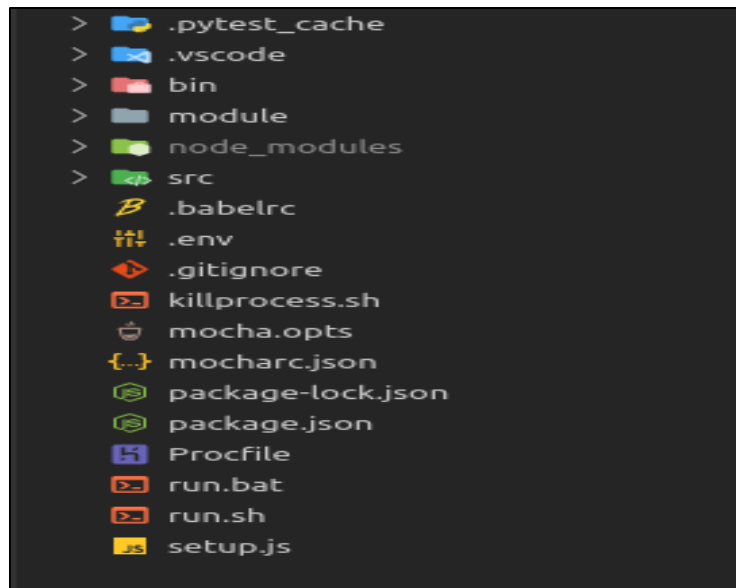 .pytest_cache
.vscode
bin
module
node_modules
src
.babelrc
.env
.gitignore
killprocess.sh
mocha.opts
mocharc.json
package-lock.json
package.json
Procfile
run.bat
run.sh
setup.js